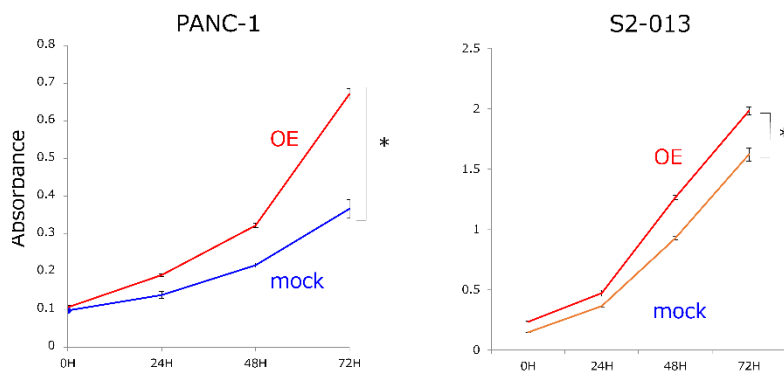 PANC-1
Absorbance
0.8
0.7
0.6
0.5
0.4
0.3
0.2
0.1
0
OE
mock
*
0H
24H
48H
72H
S2-013
2.5
2
1.5
1
0.5
0
OE
mock
*
0H
24H
48H
72H